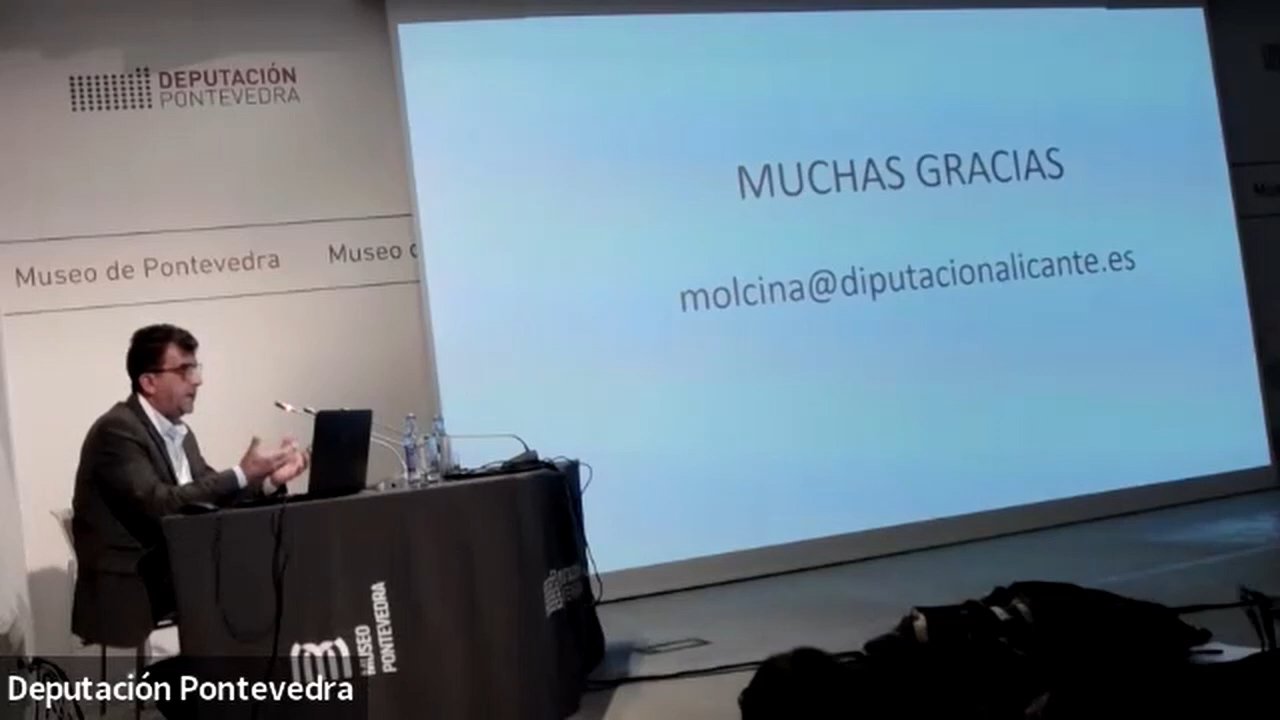 DEPUTACIÓN
PONTEVEDRA
MUCHAS GRACIAS
molcina@diputacionalicante.es
Museo de Pontevedra
Museo
MUSEO
PONTEVEDRA
Deputación Pontevedra